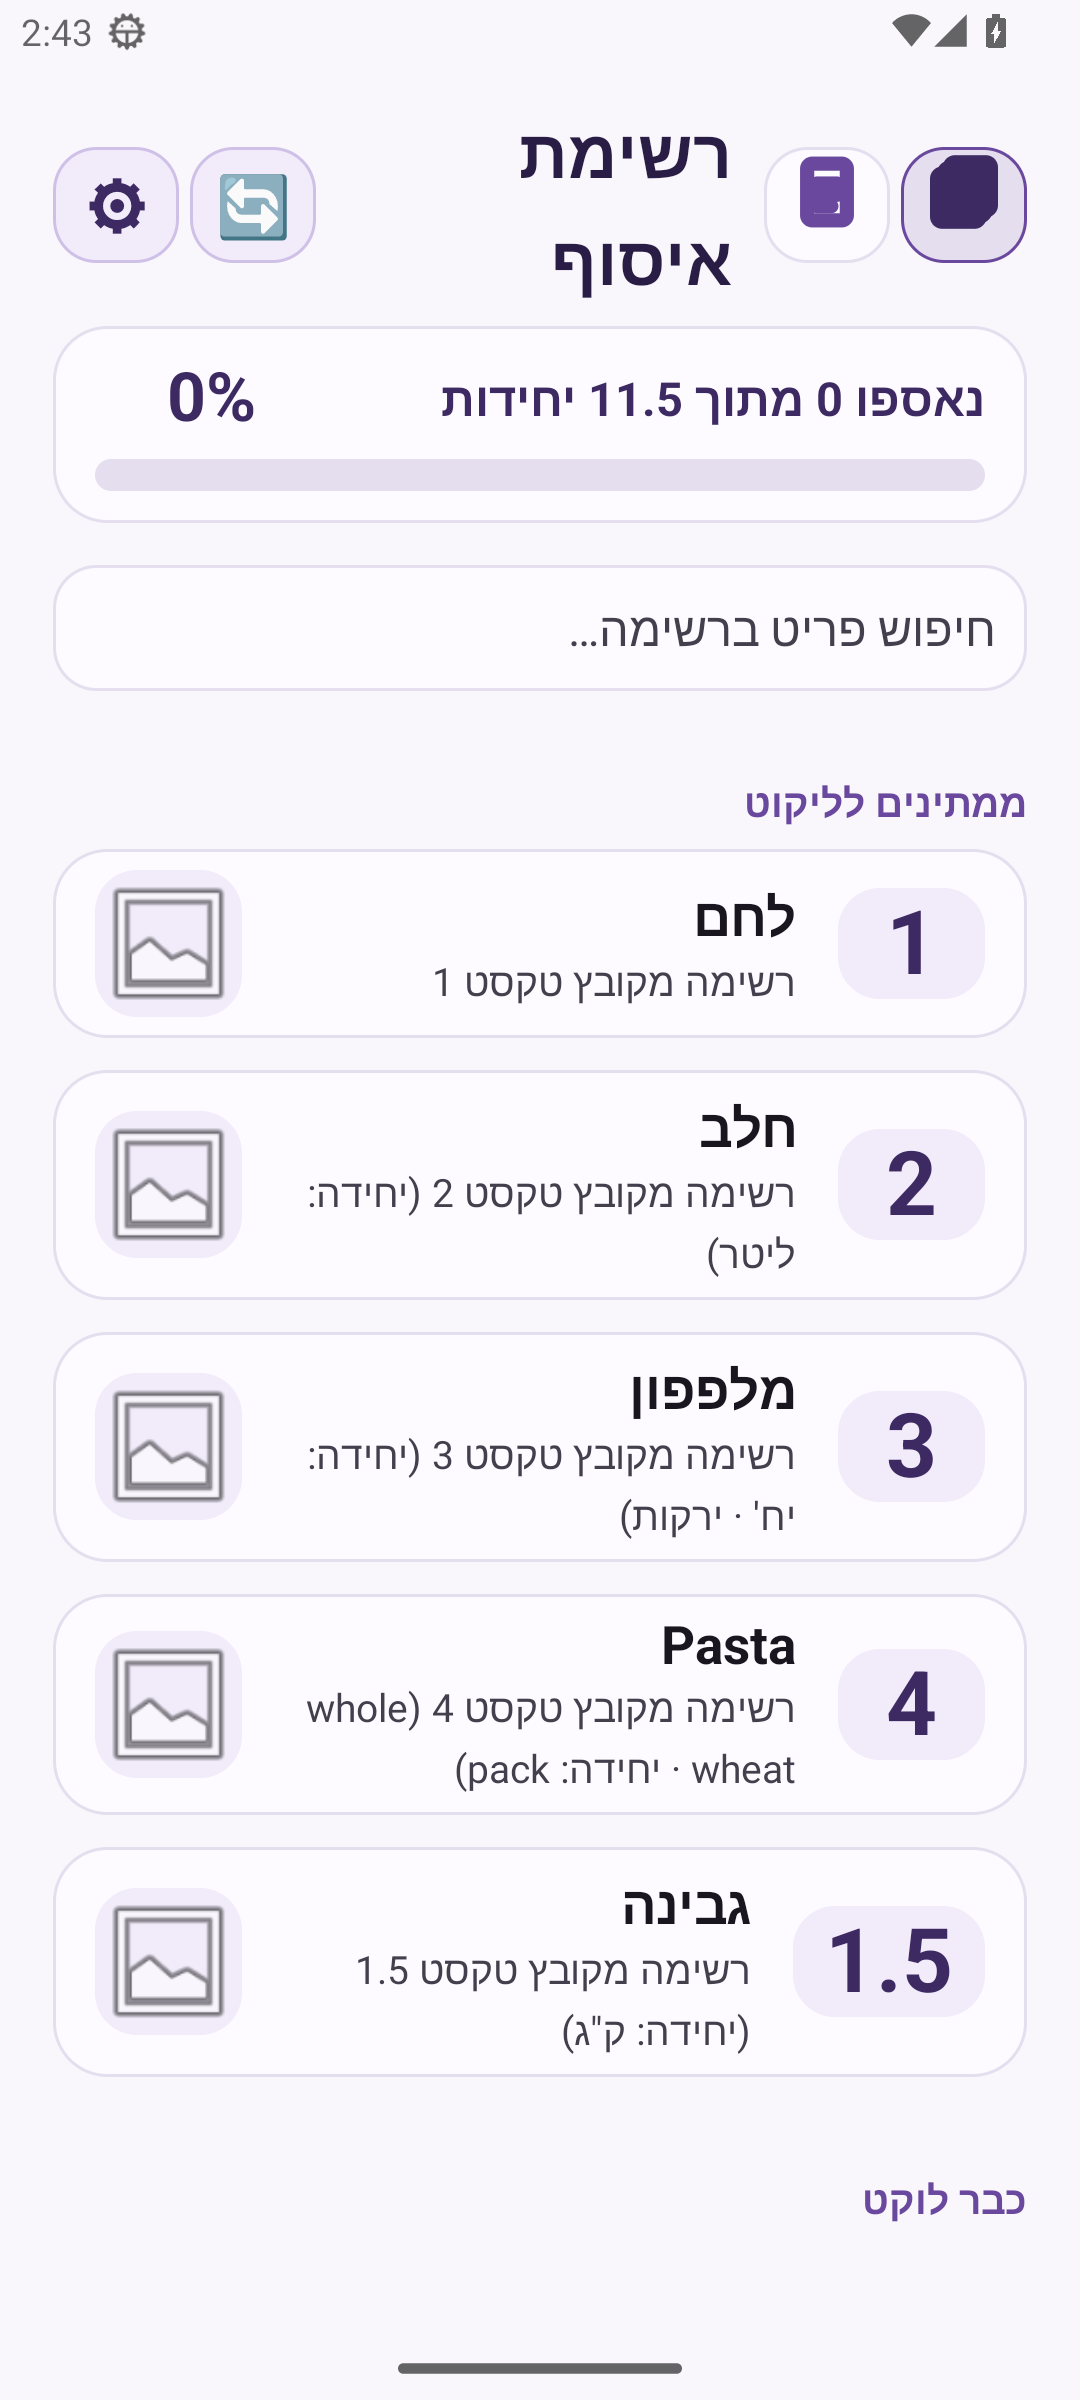 2:43
רשימת
איסוף
נאספו 0 מתוך 11.5 יחידות
0%
חיפוש פריט ברשימה...
ממתינים לליקוט
1
לחם
רשימה מקובץ טקסט 1
2
חלב
רשימה מקובץ טקסט 2 (יחידה:
ליטר)
3
מלפפון
רשימה מקובץ טקסט 3 (יחידה:
יח' · ירקות)
4
Pasta
רשימה מקובץ טקסט 4 (whole
wheat · יחידה: pack)
1.5
גבינה
רשימה מקובץ טקסט 1.5
(יחידה: ק"ג)
כבר לוקט